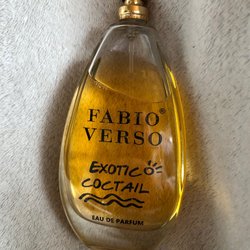 FABIO®
VERSO
EXOTIC
COCTAIL
EAU DE PARFUM